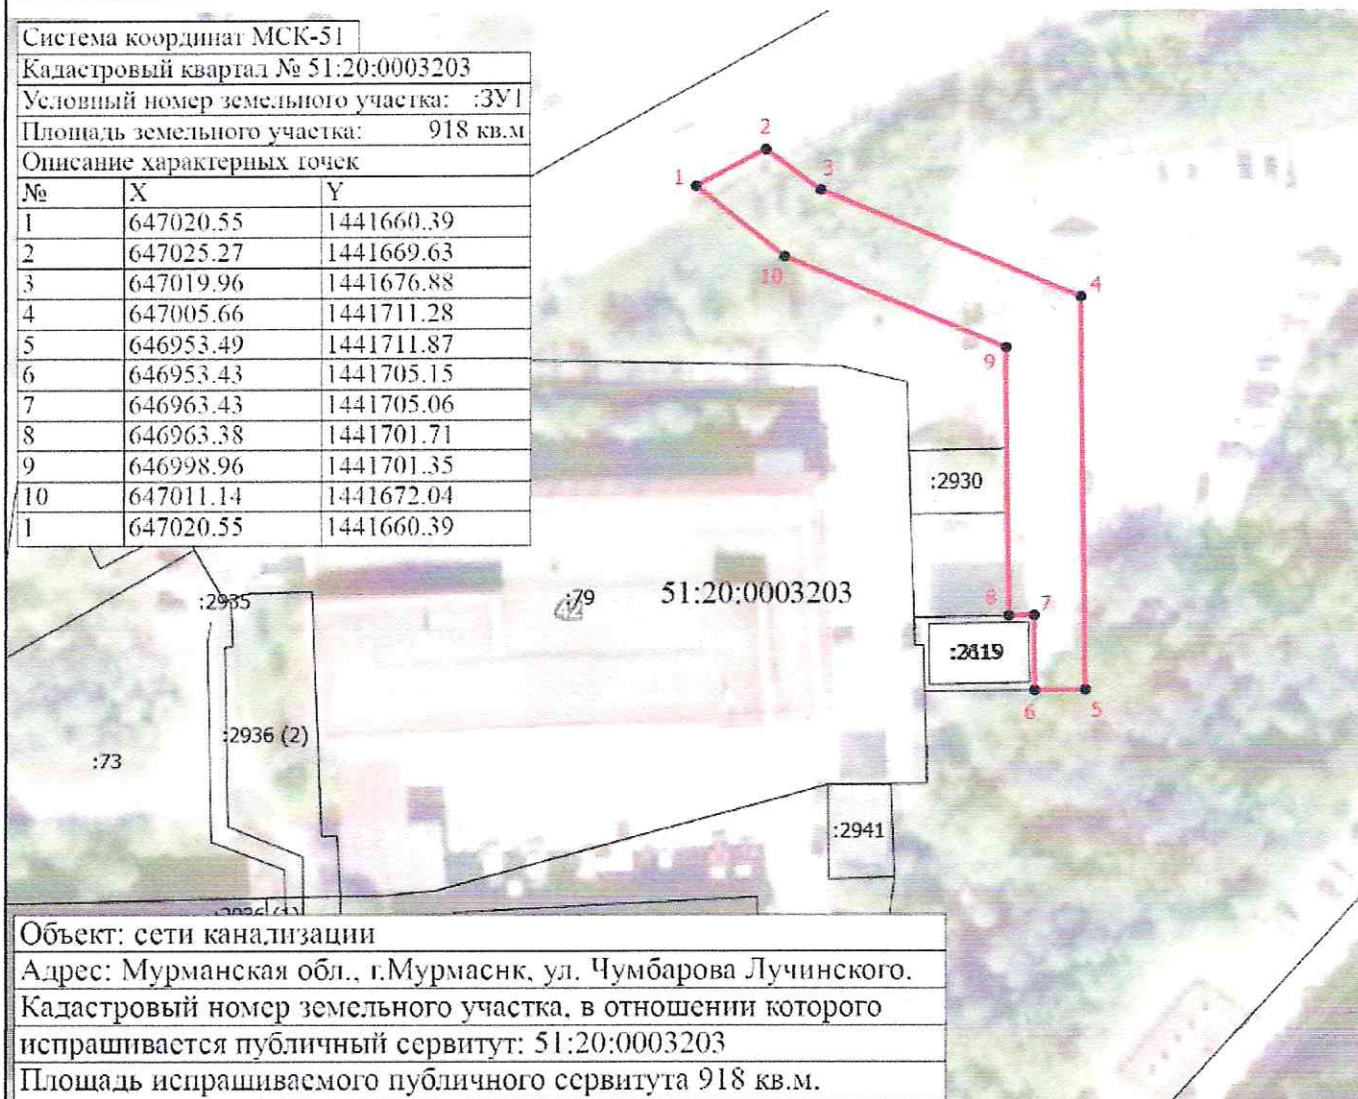 Система координат МСК-51
Кадастровый квартал № 51:20:0003203
Условный номер земельного участка: :ЗУ1
Площадь земельного участка: 918 кв.м
Описание характерных точек
№ X Y
1 647020.55 1441660.39
2 647025.27 1441669.63
3 647019.96 1441676.88
4 647005.66 1441711.28
5 646953.49 1441711.87
6 646953.43 1441705.15
7 646963.43 1441705.06
8 646963.38 1441701.71
9 646998.96 1441701.35
10 647011.14 1441672.04
1 647020.55 1441660.39
2
1
3
10
4
9
:2930
8
7
:2935
:79
42
51:20:0003203
6
5
:2936 (2)
:73
:2941
:2936 (1)
Объект: сети канализации
Адрес: Мурманская обл., г.Мурмаснк, ул. Чумбарова Лучинского.
Кадастровый номер земельного участка, в отношении которого
испрашивается публичный сервитут: 51:20:0003203
Площадь испрашиваемого публичного сервитута 918 кв.м.